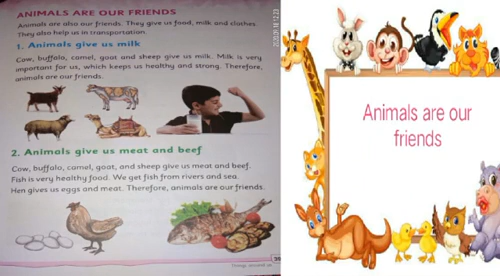 ANIMALS ARE OUR FRIENDS
Animals are also our friends. They give us food, milk and clothes
They also help us in transportation.
1. Animals give us milk
Cow, buffalo, camel, goat and sheep give us milk. Milk is very
important for us, which keeps us healthy and strong. Therefore,
animals are our friends.
2. Animals give us meat and beef
Cow, buffalo, camel, goat, and sheep give us meat and beef.
Fish is very healthy food. We get fish from rivers and sea.
Hen gives us eggs and meat. Therefore, animals are our friends.
Animals are our
friends